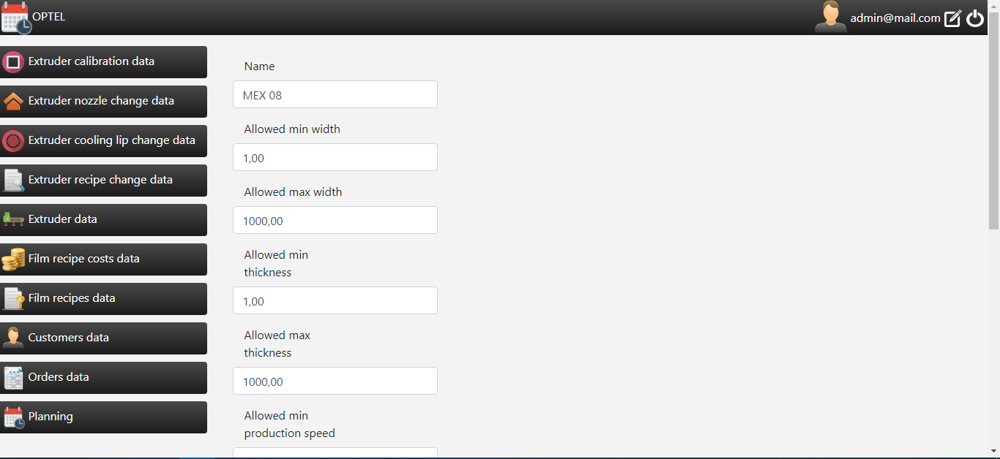 OPTEL
admin@mail.com
Extruder calibration data
Extruder nozzle change data
Extruder cooling lip change data
Extruder recipe change data
Extruder data
Film recipe costs data
Film recipes data
Customers data
Orders data
Planning
Name
MEX 08
Allowed min width
1,00
Allowed max width
1000,00
Allowed min
thickness
1,00
Allowed max
thickness
1000,00
Allowed min
production speed